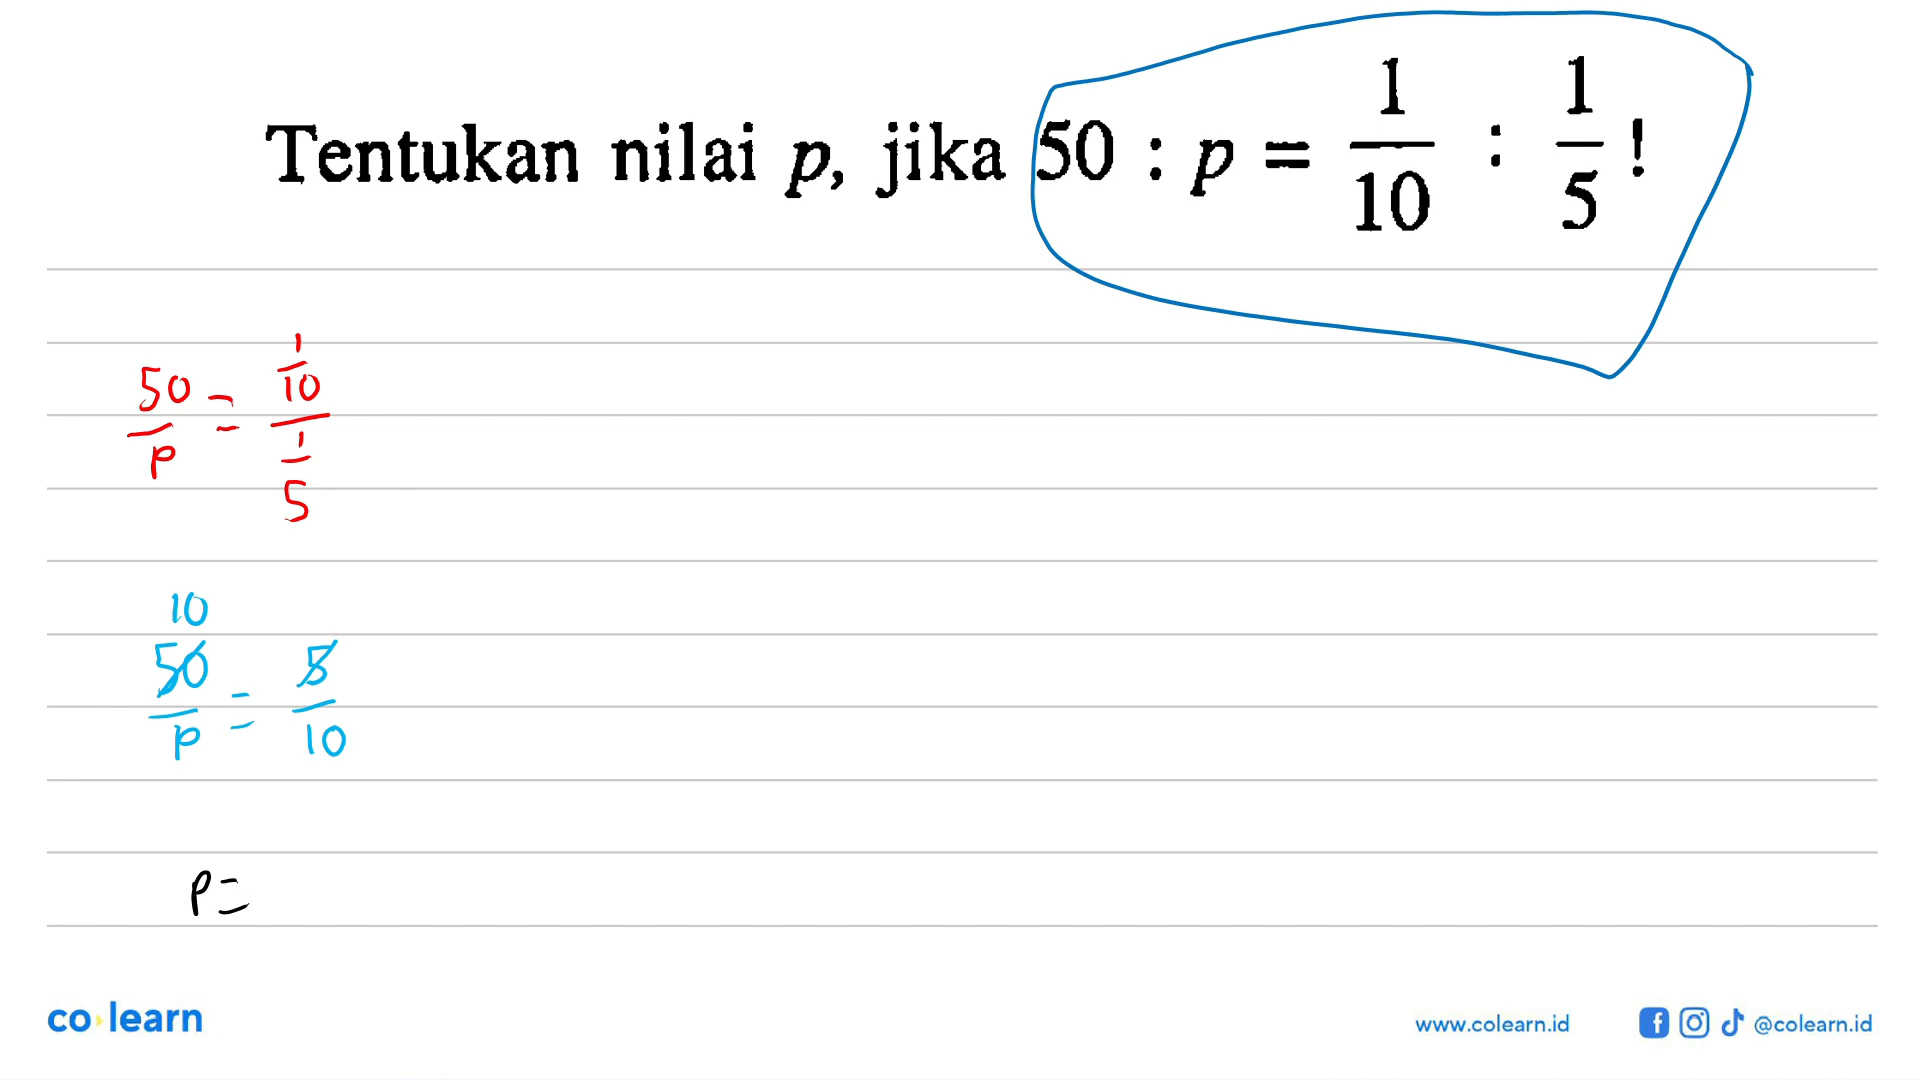 Tentukan nilai p, jika 50 : p = 1/10 : 1/5 !
50/p = 1/10 / 1/5
10
50/p = 5/10
p =
co learn
www.colearn.id
@colearn.id